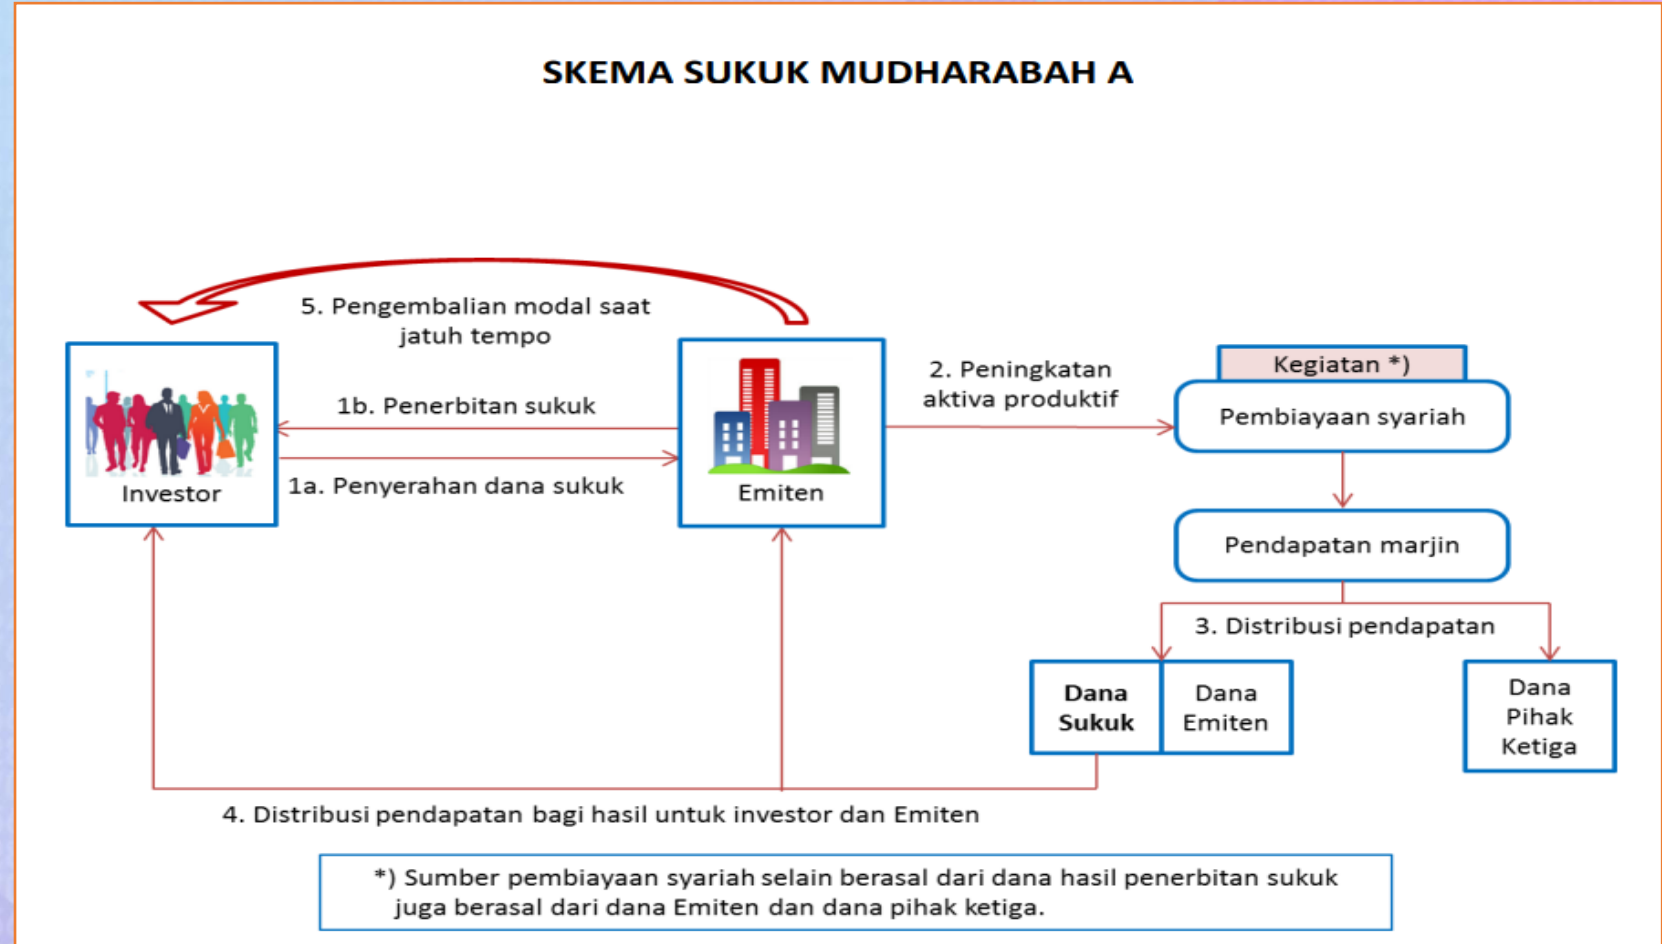 SKEMA SUKUK MUDHARABAH A
5. Pengembalian modal saat
jatuh tempo
1b. Penerbitan sukuk
1a. Penyerahan dana sukuk
Investor
Emiten
2. Peningkatan
aktiva produktif
Kegiatan *)
Pembiayaan syariah
Pendapatan marjin
3. Distribusi pendapatan
Dana
Sukuk
Dana
Emiten
Dana
Pihak
Ketiga
4. Distribusi pendapatan bagi hasil untuk investor dan Emiten
*) Sumber pembiayaan syariah selain berasal dari dana hasil penerbitan sukuk
juga berasal dari dana Emiten dan dana pihak ketiga.